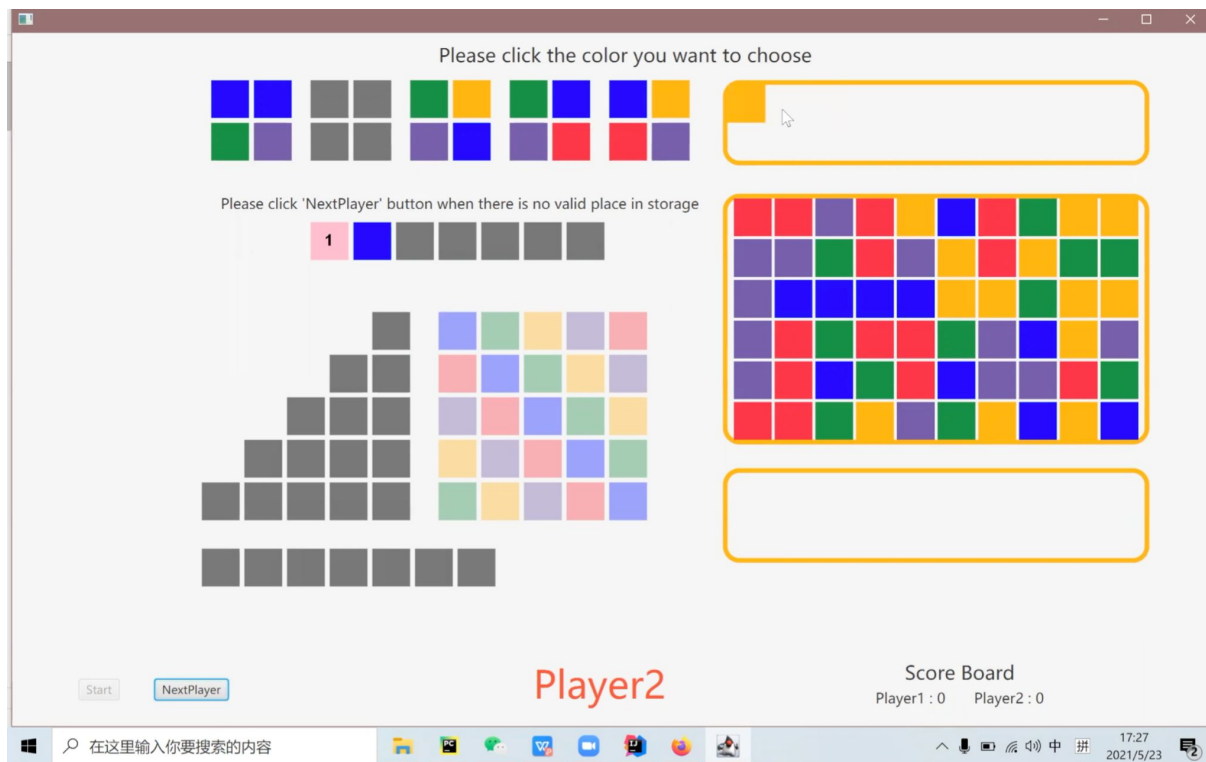 Please click the color you want to choose
Please click 'NextPlayer' button when there is no valid place in storage
1
Start
NextPlayer
Player2
Score Board
Player1 : 0
Player2 : 0
在这里输入你要搜索的内容
PC
中
拼
17:27
2021/5/23
2